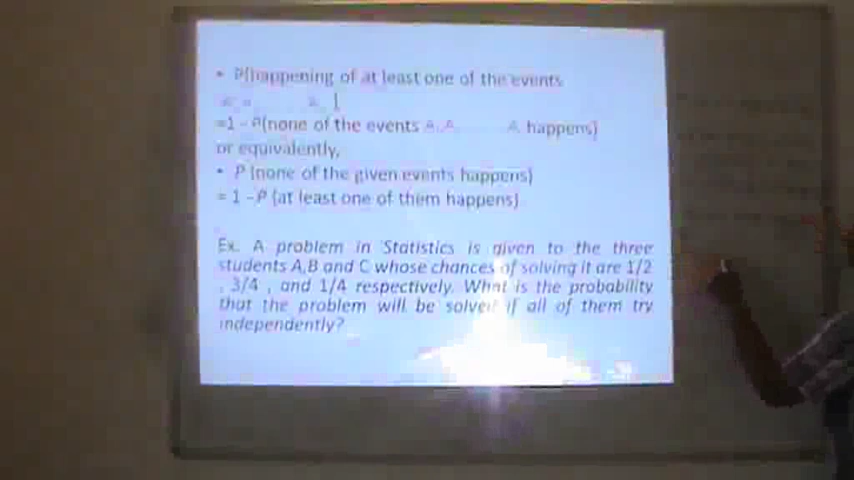 • P{happening of at least one of the events
=1 - P{none of the events A, A A happens}
or equivalently,
• P {none of the given events happens}
= 1 - P {at least one of them happens}.
Ex. A problem in Statistics is given to the three
students A,B and C whose chances of solving it are 1/2
, 3/4 , and 1/4 respectively. What is the probability
that the problem will be solved if all of them try
independently?